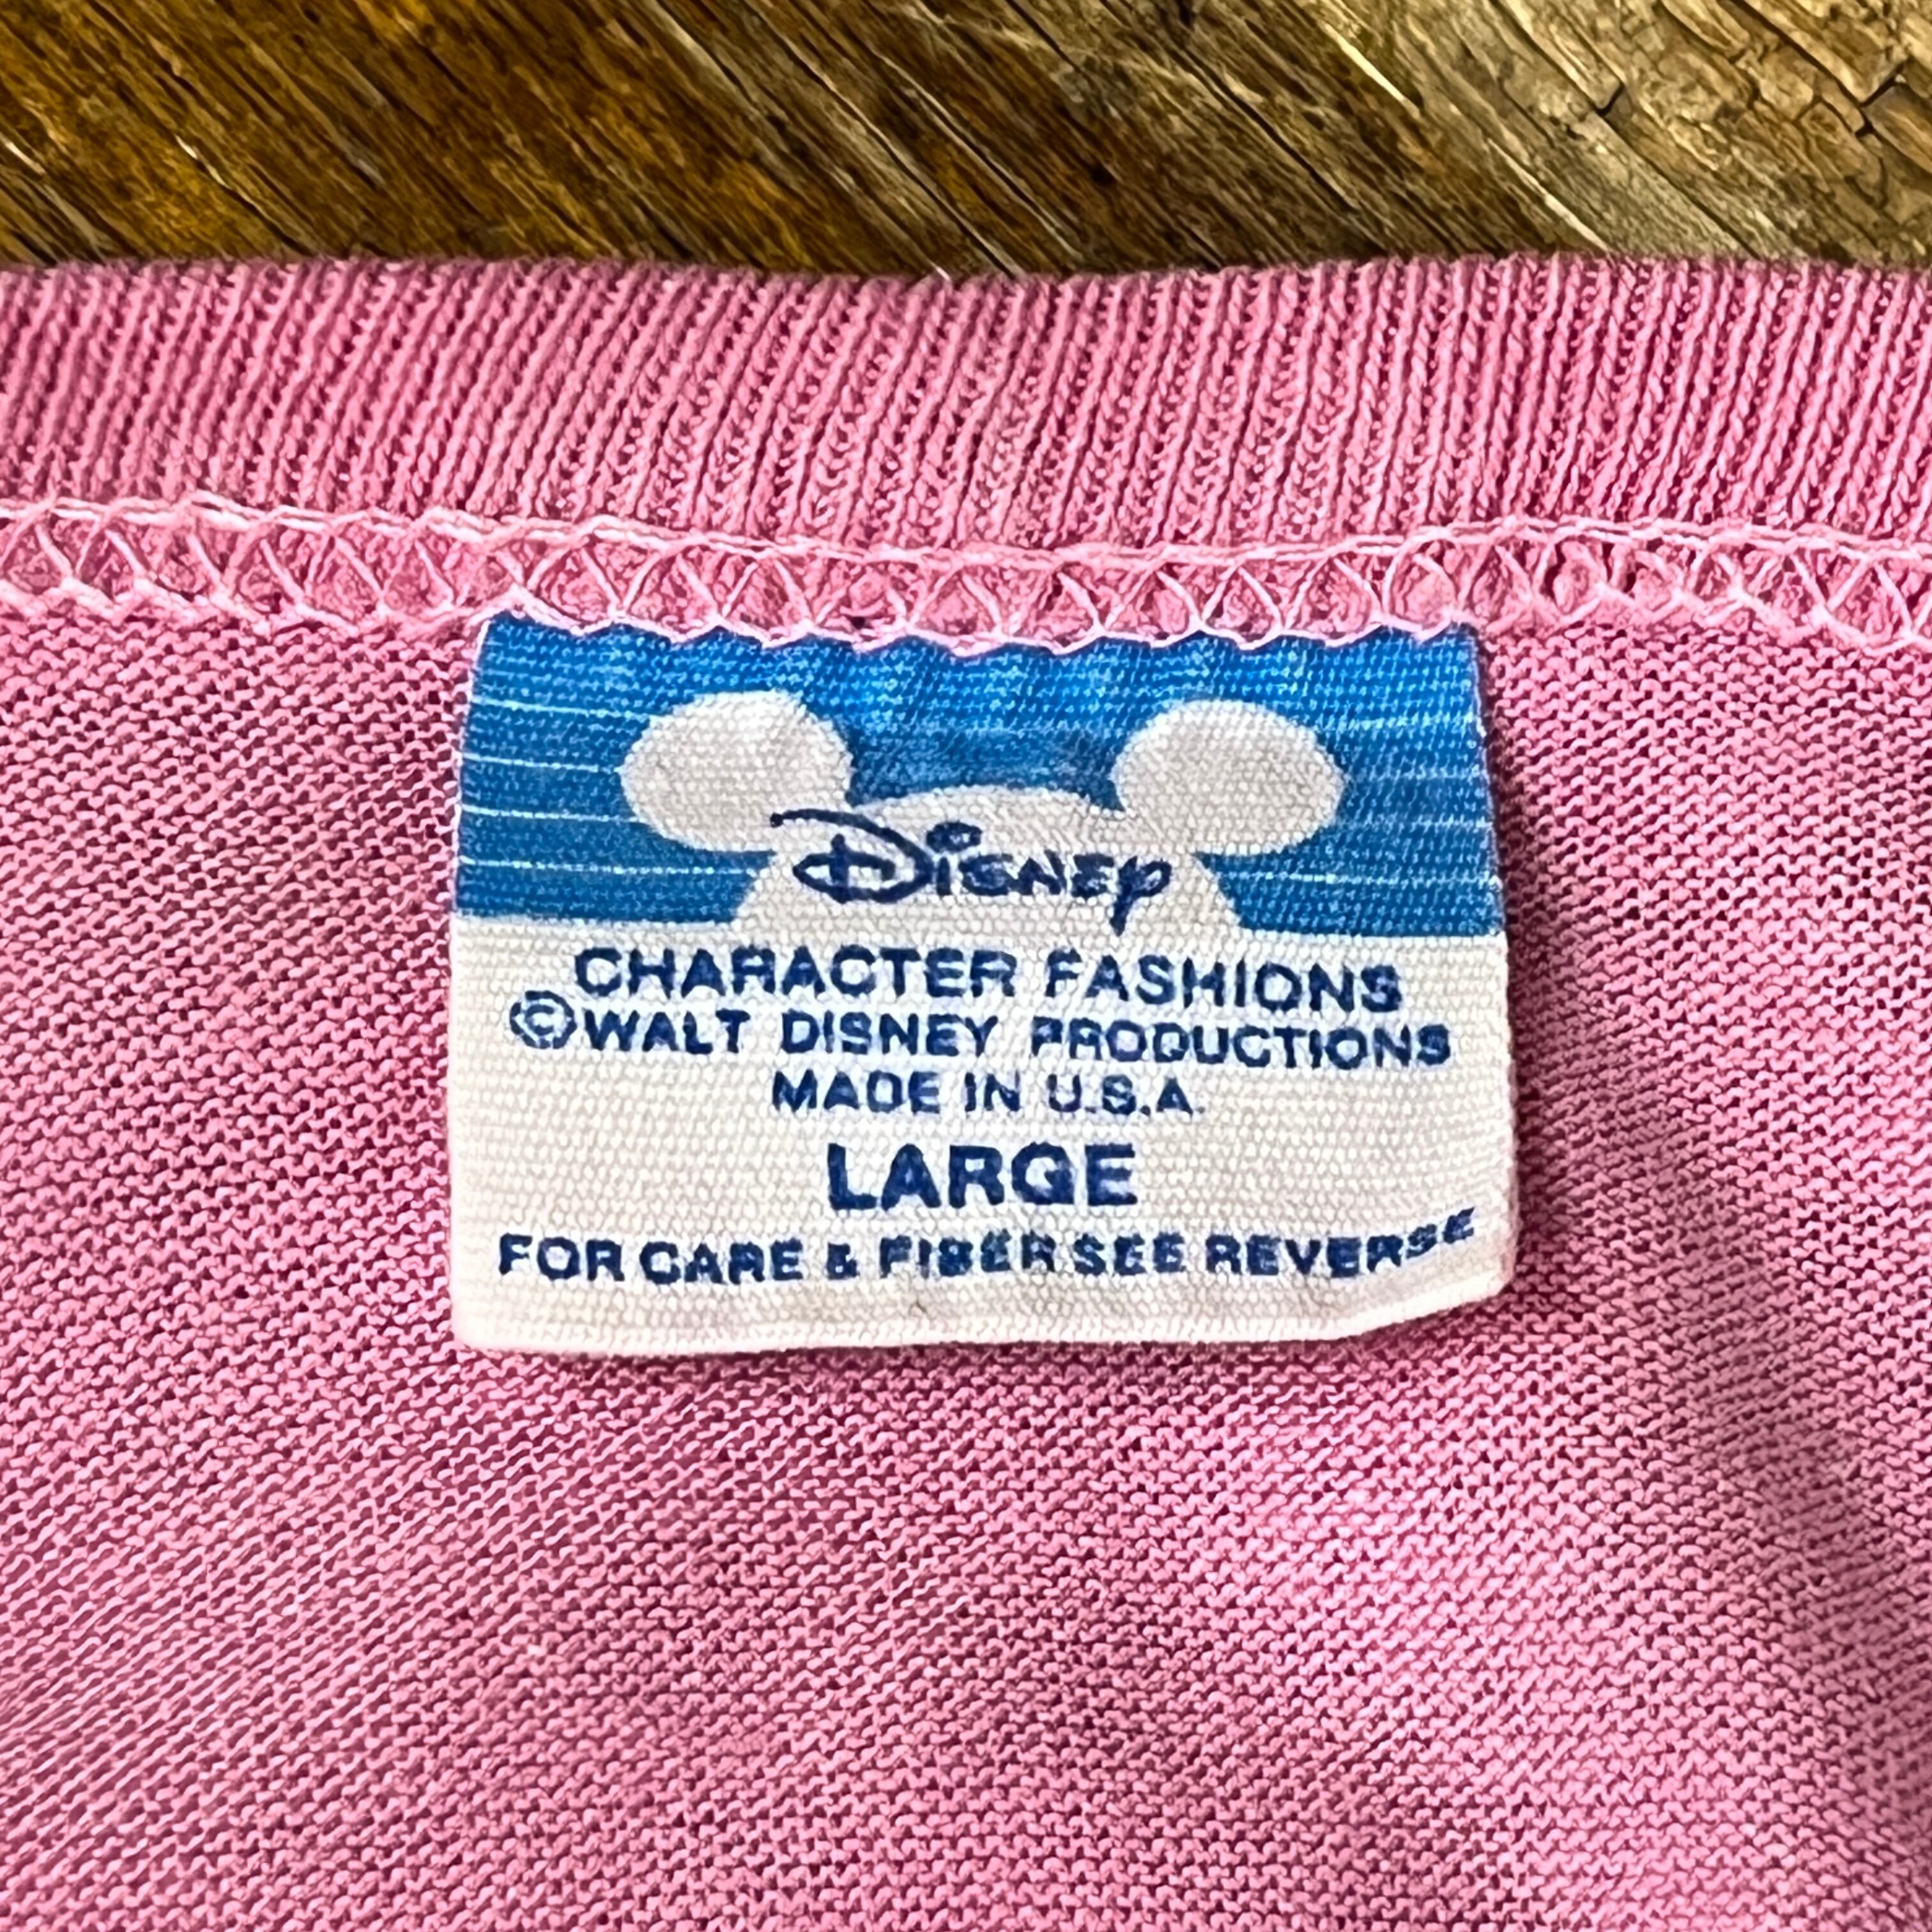 Disney
CHARACTER FASHIONS
©WALT DISNEY PRODUCTIONS
MADE IN U.S.A.
LARGE
FOR CARE & FIBER SEE REVERSE